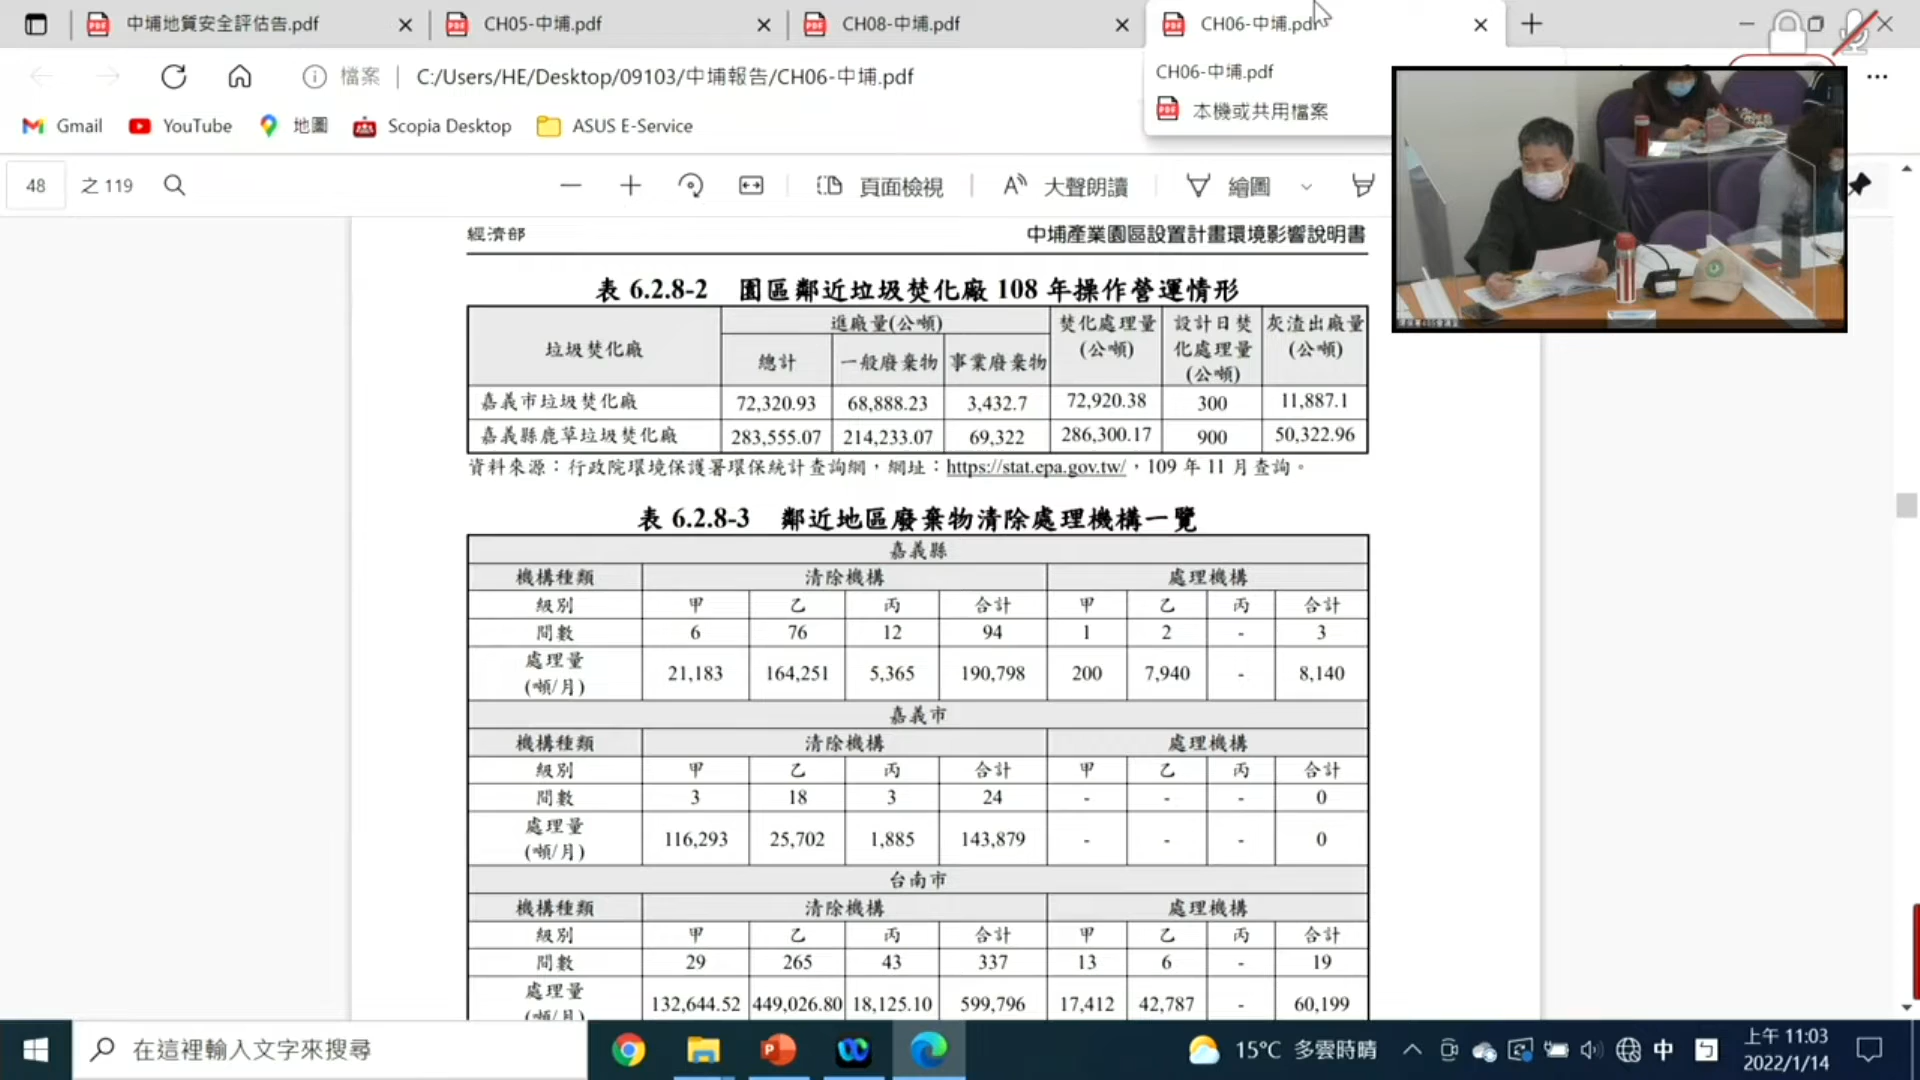 中埔地質安全評估告.pdf
CH05-中埔.pdf
CH08-中埔.pdf
CH06-中埔.pdf
檔案
C:/Users/HE/Desktop/09103/中埔報告/CH06-中埔.pdf
CH06-中埔.pdf
本機或共用檔案
Gmail
YouTube
地圖
Scopia Desktop
ASUS E-Service
48 之 119
頁面檢視
大聲朗讀
繪圖
經濟部 中埔產業園區設置計畫環境影響說明書
表 6.2.8-2 園區鄰近垃圾焚化廠 108 年操作營運情形
垃圾焚化廠 進廠量(公噸) 焚化處理量(公噸) 設計日焚化處理量(公噸) 灰渣出廠量(公噸)
總計 一般廢棄物 事業廢棄物
嘉義市垃圾焚化廠 72,320.93 68,888.23 3,432.7 72,920.38 300 11,887.1
嘉義縣鹿草垃圾焚化廠 283,555.07 214,233.07 69,322 286,300.17 900 50,322.96
資料來源：行政院環境保護署環保統計查詢網，網址：https://stat.epa.gov.tw/，109 年 11 月查詢。
表 6.2.8-3 鄰近地區廢棄物清除處理機構一覽
嘉義縣
機構種類 清除機構 處理機構
級別 甲 乙 丙 合計 甲 乙 丙 合計
間數 6 76 12 94 1 2 - 3
處理量(噸/月) 21,183 164,251 5,365 190,798 200 7,940 - 8,140
嘉義市
機構種類 清除機構 處理機構
級別 甲 乙 丙 合計 甲 乙 丙 合計
間數 3 18 3 24 - - - 0
處理量(噸/月) 116,293 25,702 1,885 143,879 - - - 0
台南市
機構種類 清除機構 處理機構
級別 甲 乙 丙 合計 甲 乙 丙 合計
間數 29 265 43 337 13 6 - 19
處理量(噸/月) 132,644.52 449,026.80 18,125.10 599,796 17,412 42,787 - 60,199
在這裡輸入文字來搜尋
15°C 多雲時晴
中
上午 11:03
2022/1/14